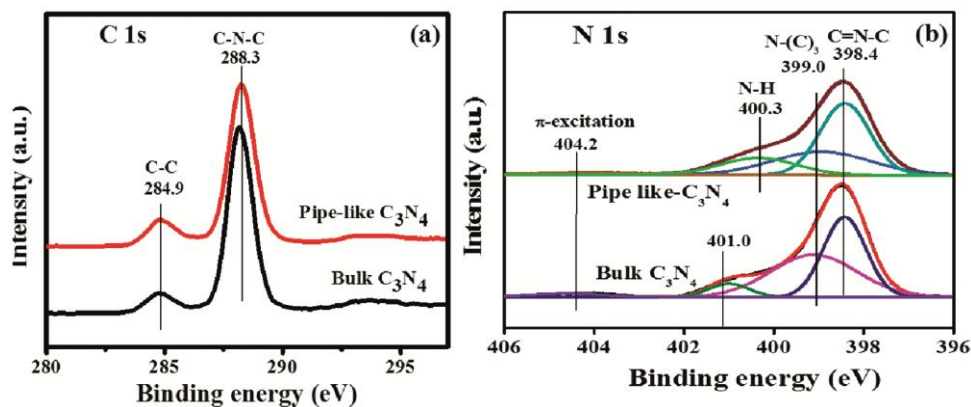 C 1s
(a)
C-N-C
288.3
C-C
284.9
Pipe-like C₃N₄
Bulk C₃N₄
Intensity (a.u.)
280 285 290 295
Binding energy (eV)
N 1s
(b)
N-(C)₃
399.0
C=N-C
398.4
N-H
400.3
π-excitation
404.2
Pipe like-C₃N₄
401.0
Bulk C₃N₄
Intensity (a.u.)
406 404 402 400 398 396
Binding energy (eV)